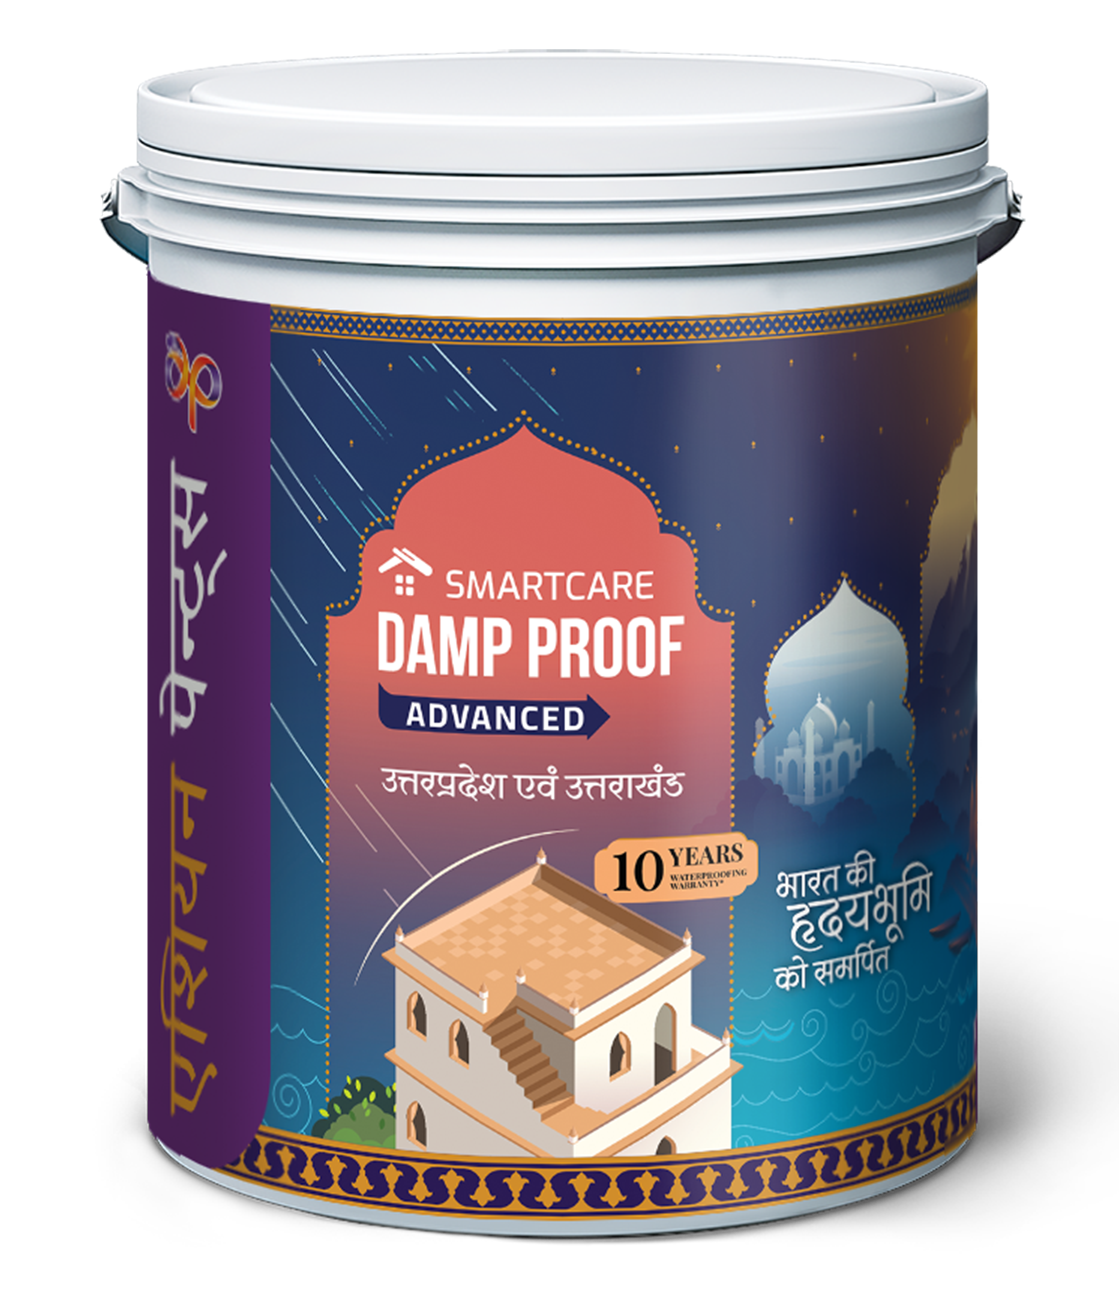 एशियन पेन्ट्स
SMARTCARE
DAMP PROOF
ADVANCED
उत्तरप्रदेश एवं उत्तराखंड
10 YEARS
WATERPROOFING
WARRANTY*
भारत की
हृदयभूमि
को समर्पित